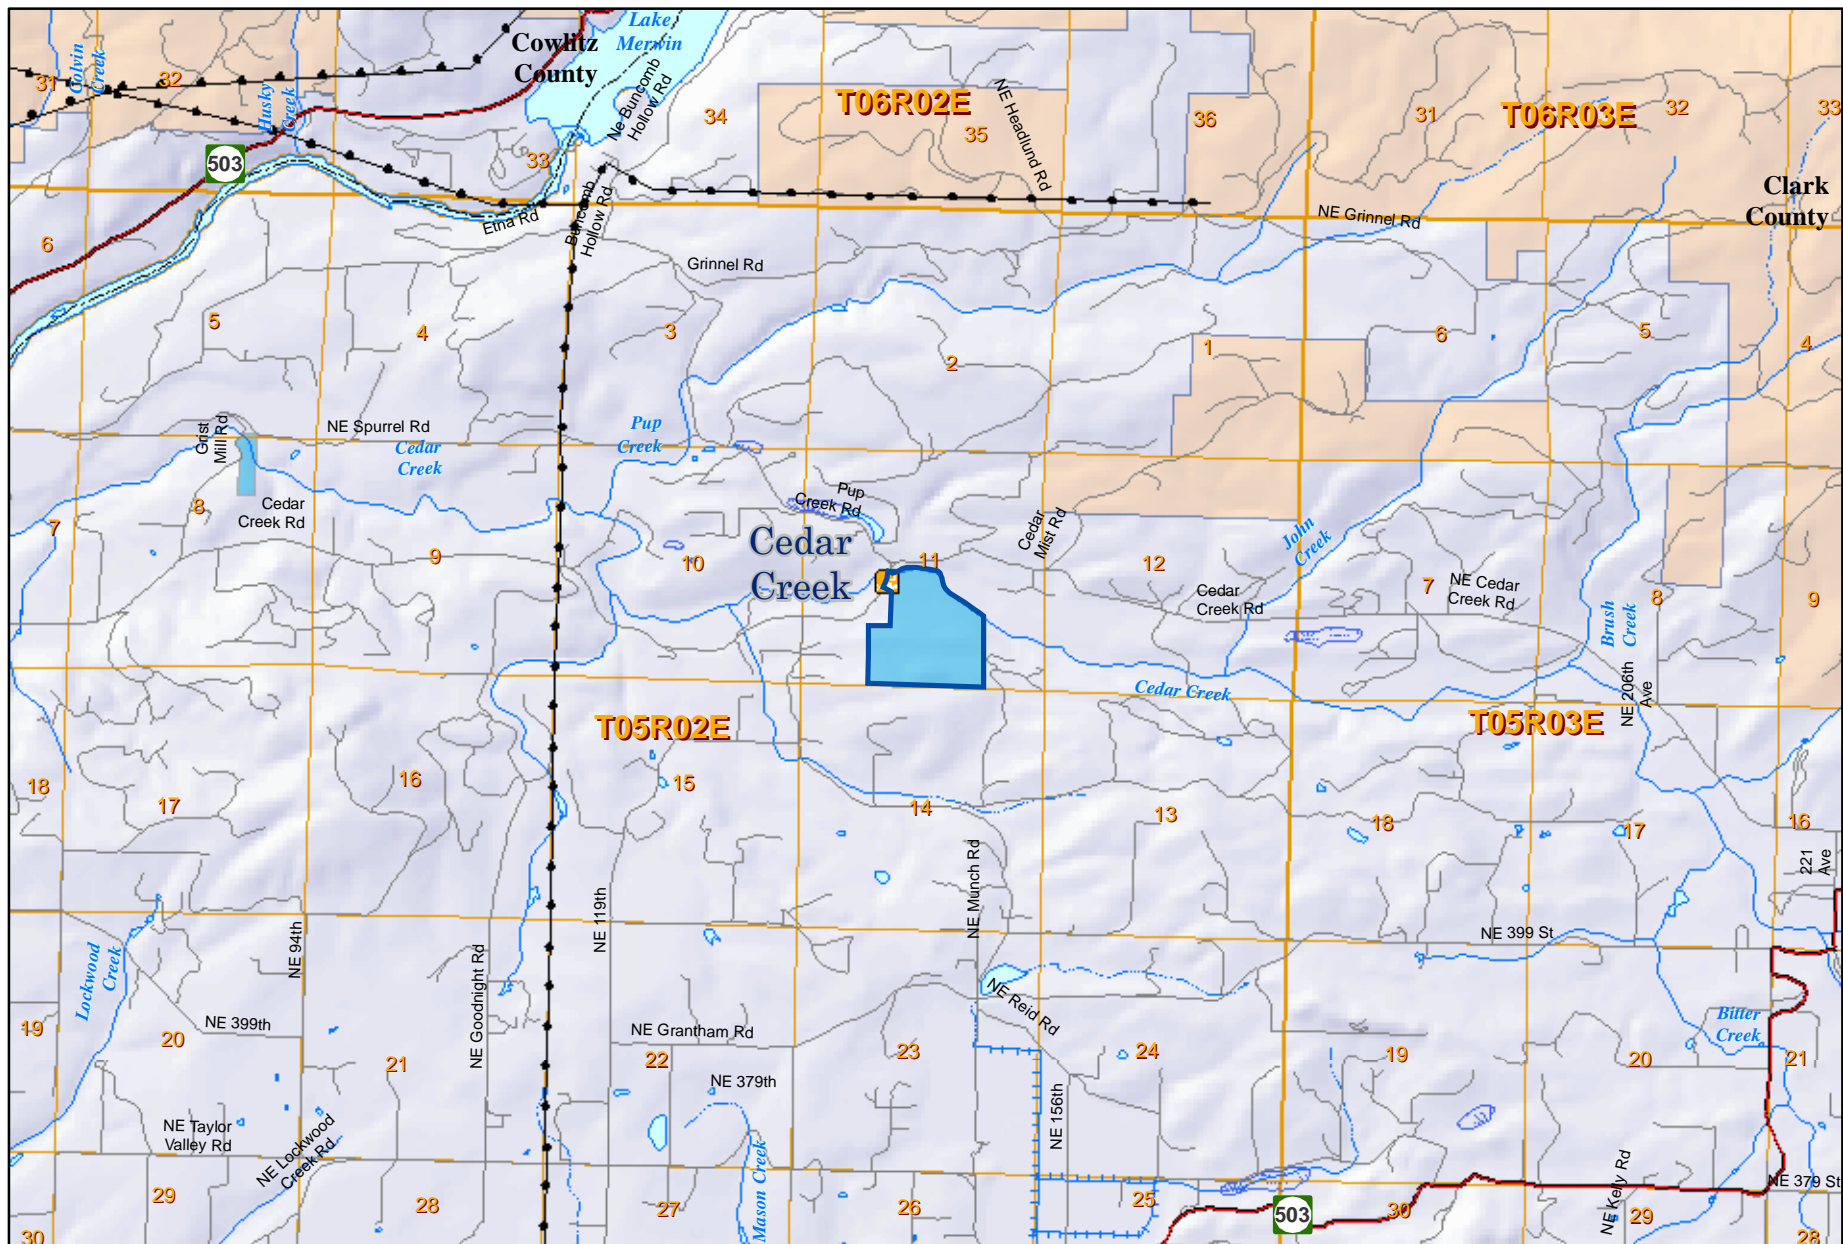 Lake
Merwin
Cowlitz
County
Colvin
Creek
31
32
Husky
Creek
Ne Buncomb
Hollow Rd
34
T06R02E
35
NE Headlund Rd
36
31
T06R03E
32
33
503
33
Clark
County
Etna Rd
Buncomb
Hollow Rd
NE Grinnel Rd
6
Grinnel Rd
5
4
3
2
1
6
5
4
Grist
Mill Rd
NE Spurrel Rd
Cedar
Creek
Pup
Creek
Cedar
Creek Rd
8
7
9
10
Pup
Creek Rd
Cedar
Creek
11
Cedar
Mist Rd
12
John
Creek
Cedar
Creek Rd
7
NE Cedar
Creek Rd
Brush
Creek
8
9
Cedar Creek
NE 206th
Ave
T05R02E
T05R03E
18
17
16
15
14
13
18
17
16
221
Ave
Lockwood
Creek
NE 94th
NE Goodnight Rd
NE 119th
NE Munch Rd
NE 399 St
NE Reid Rd
19
20
NE 399th
21
NE Grantham Rd
22
NE 379th
23
24
19
20
Bitter
Creek
21
NE 156th
NE Taylor
Valley Rd
NE Lockwood
Creek Rd
Mason Creek
29
28
27
26
25
503
30
NE Kelly Rd
29
NE 379 St
30
28